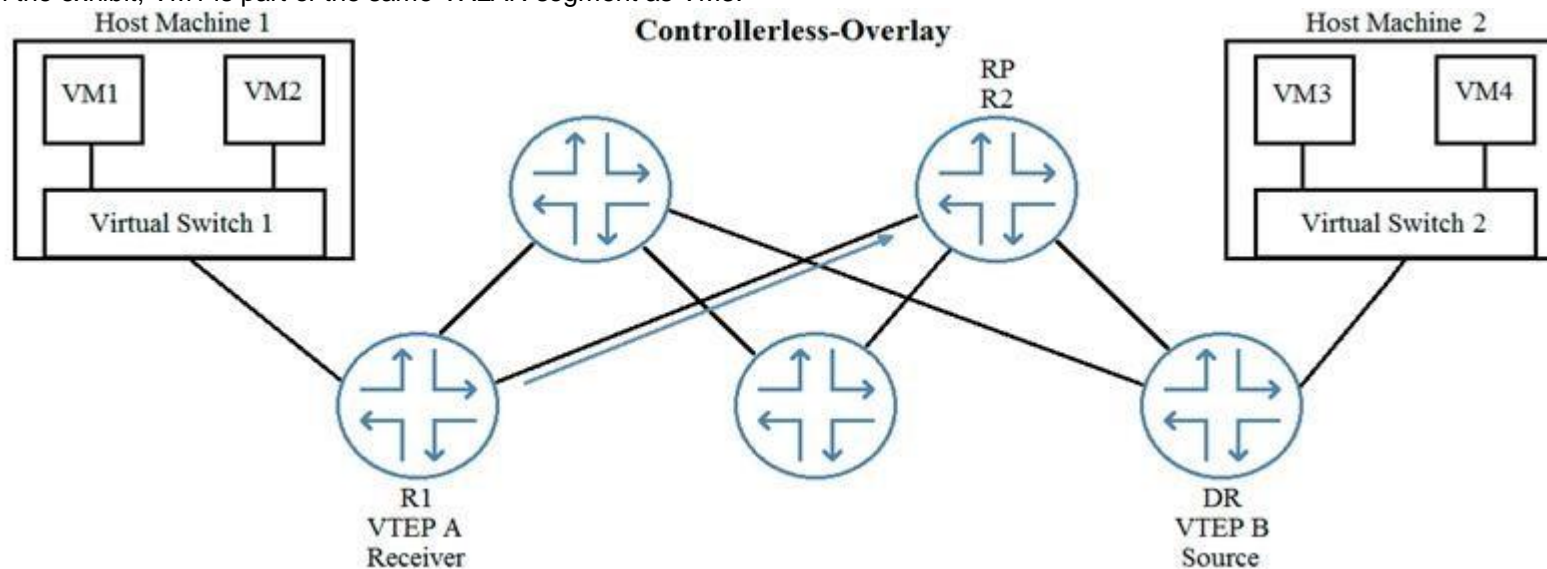 Host Machine 1
Controllerless-Overlay
Host Machine 2
VM1
VM2
RP
R2
VM3
VM4
Virtual Switch 1
Virtual Switch 2
R1
VTEP A
Receiver
DR
VTEP B
Source